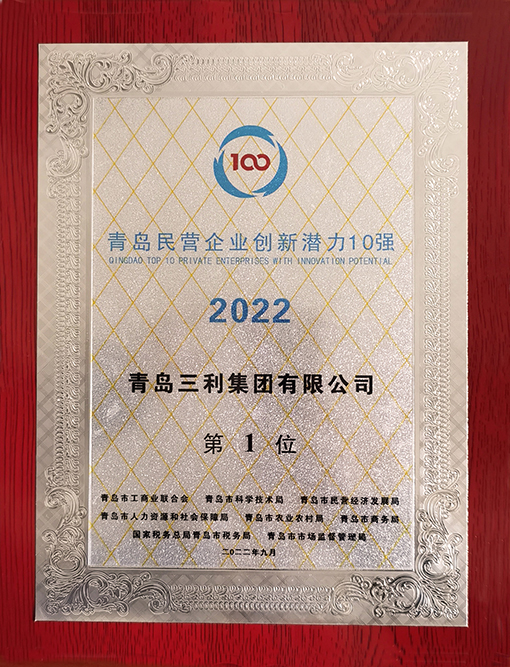 100
青岛民营企业创新潜力10强
QINGDAO TOP 10 PRIVATE ENTERPRISES WITH INNOVATION POTENTIAL
2022
青岛三利集团有限公司
第 1 位
青岛市工商业联合会 青岛市科学技术局 青岛市民营经济发展局
青岛市人力资源和社会保障局 青岛市农业农村局 青岛市商务局
国家税务总局青岛市税务局 青岛市市场监督管理局
二〇二二年九月